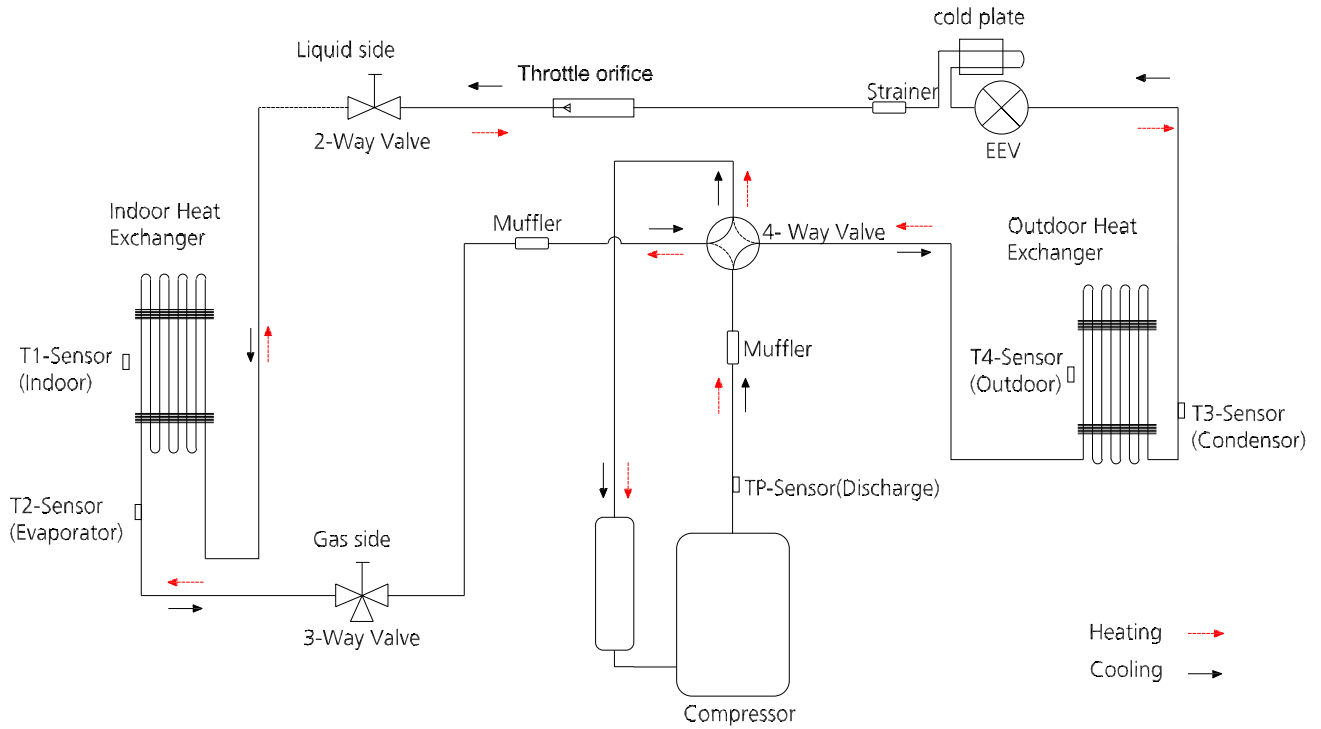 cold plate
Liquid side
Throttle orifice
Strainer
2-Way Valve
EEV
Indoor Heat
Exchanger
Muffler
4- Way Valve
Outdoor Heat
Exchanger
T1-Sensor
(Indoor)
Muffler
T4-Sensor
(Outdoor)
T3-Sensor
(Condensor)
TP-Sensor(Discharge)
T2-Sensor
(Evaporator)
Gas side
3-Way Valve
Heating
Cooling
Compressor